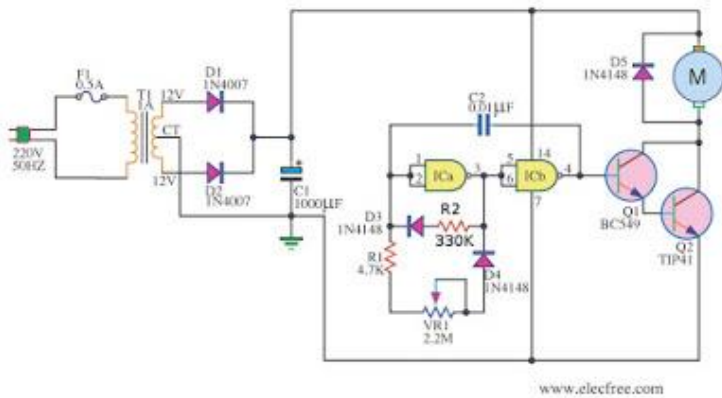 F1
0.5A
T1
1A
12V
D1
1N4007
CT
220V
50HZ
12V
D2
1N4007
C1
1000µF
C2
0.01µF
1
2
ICa
3
5
6
ICb
14
4
7
D3
1N4148
R2
330K
R1
4.7K
D4
1N4148
VR1
2.2M
D5
1N4148
M
Q1
BC549
Q2
TIP41
www.elecfree.com